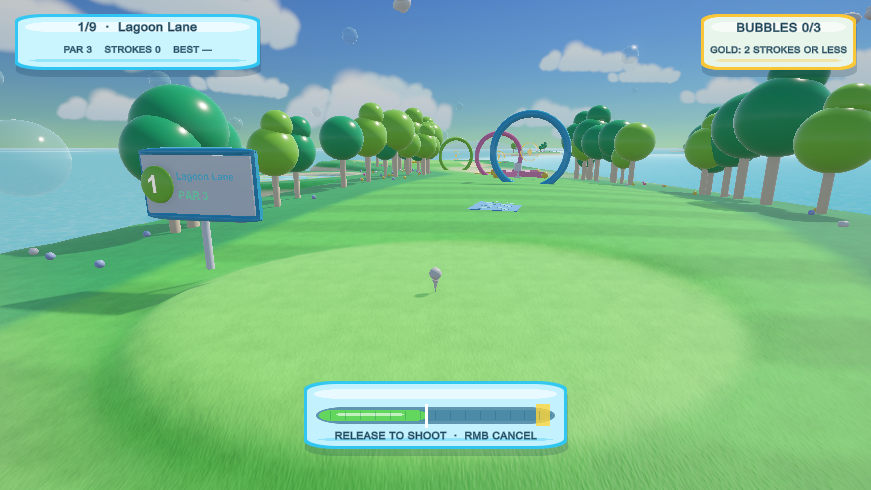 1/9 · Lagoon Lane
PAR 3 STROKES 0 BEST —
BUBBLES 0/3
GOLD: 2 STROKES OR LESS
1
Lagoon Lane
PAR 3
RELEASE TO SHOOT · RMB CANCEL